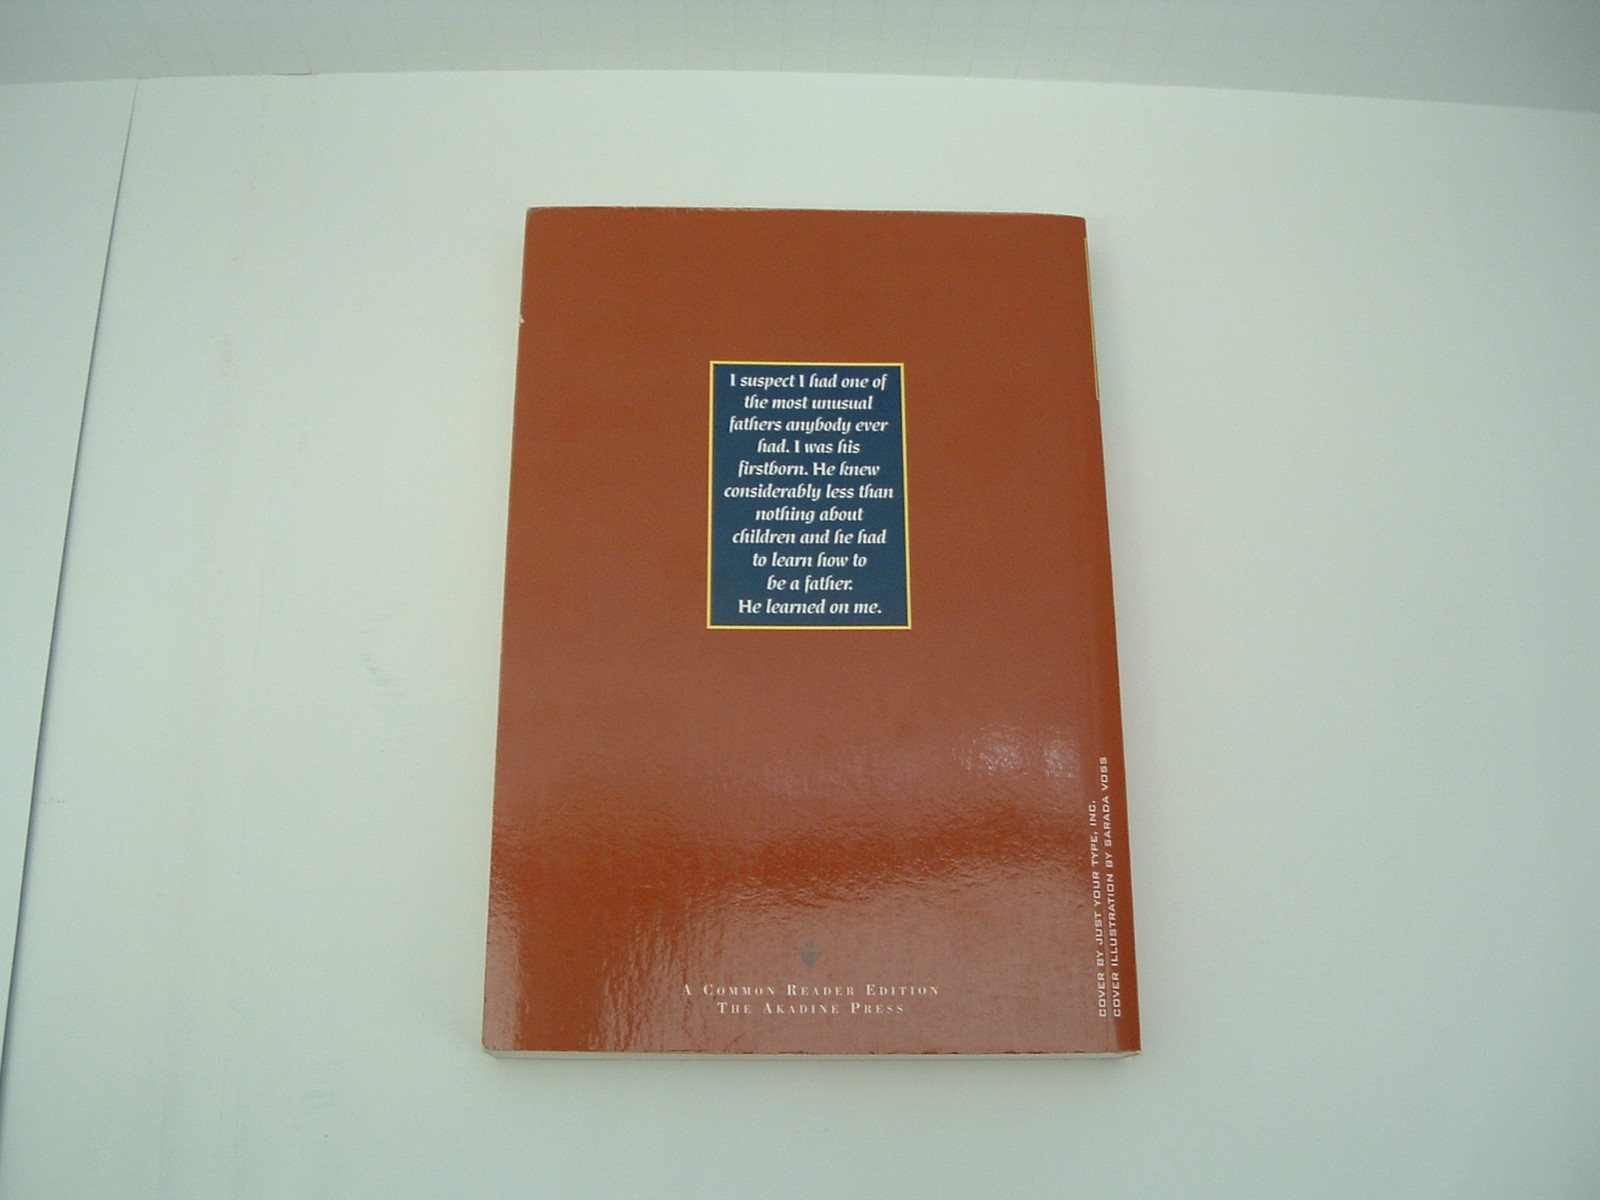 I suspect I had one of
the most unusual
fathers anybody ever
had. I was his
firstborn. He knew
considerably less than
nothing about
children and he had
to learn how to
be a father.
He learned on me.
A COMMON READER EDITION
THE AKADINE PRESS
COVER BY JUST YOUR TYPE, INC.
COVER ILLUSTRATION BY SARADA VOSS